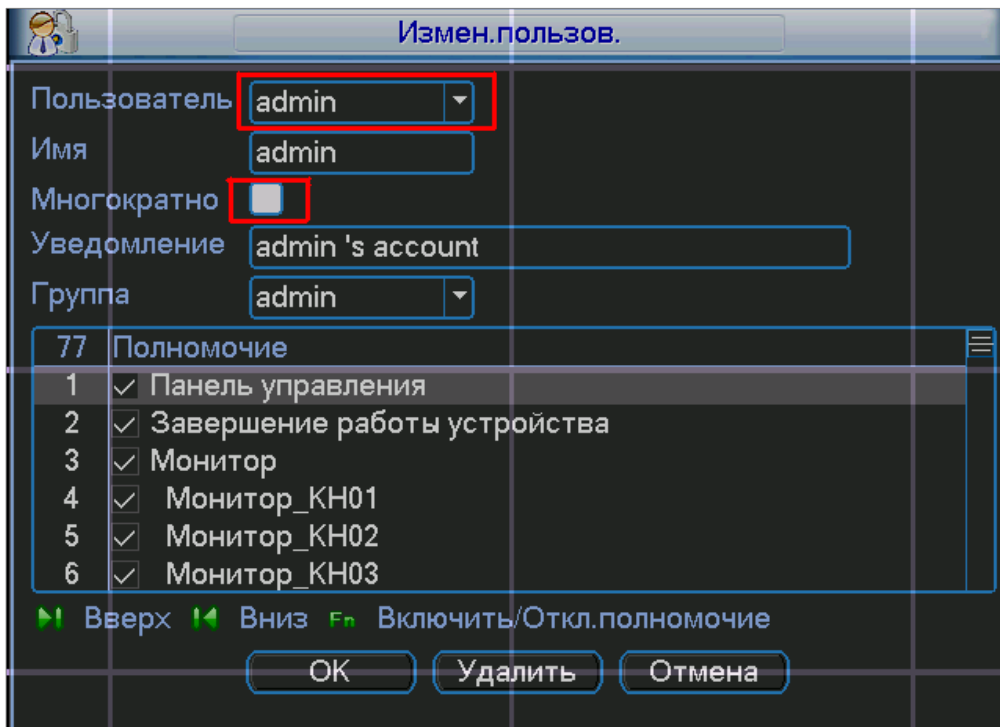 Измен.пользов.
Пользователь admin
Имя admin
Многократно
Уведомление admin 's account
Группа admin
77 Полномочие
1 Панель управления
2 Завершение работы устройства
3 Монитор
4 Монитор_КН01
5 Монитор_КН02
6 Монитор_КН03
Вверх Вниз Fn Включить/Откл.полномочие
OK Удалить Отмена